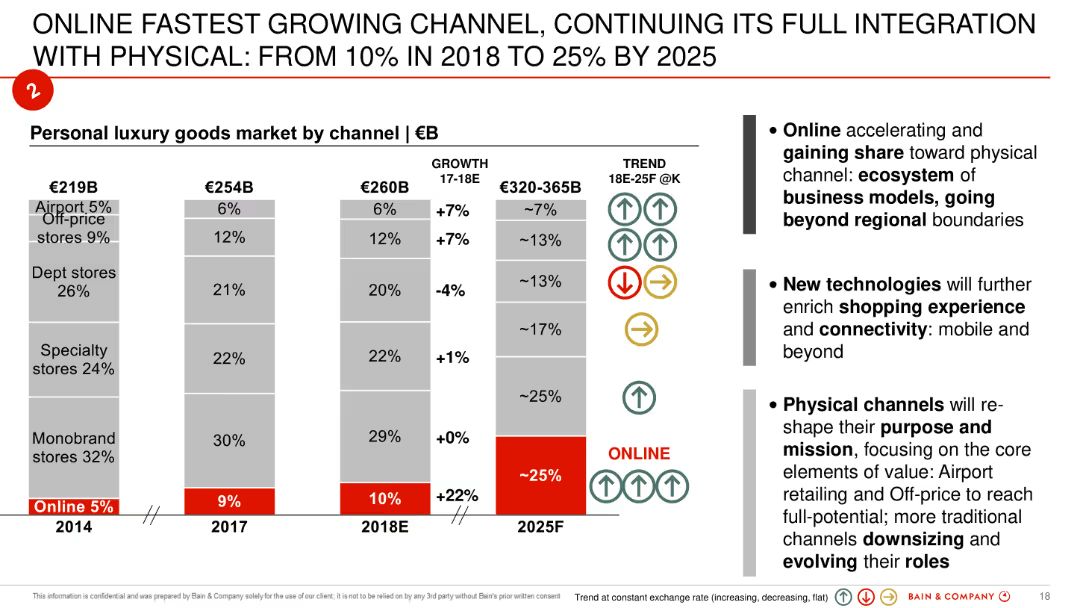 ONLINE FASTEST GROWING CHANNEL, CONTINUING ITS FULL INTEGRATION
WITH PHYSICAL: FROM 10% IN 2018 TO 25% BY 2025
2
Personal luxury goods market by channel | €B
GROWTH
17-18E
TREND
18E-25F @K
€219B
€254B
€260B
€320-365B
Airport 5%
6%
6%
+7%
~7%
Off-price
stores 9%
12%
12%
+7%
~13%
Dept stores
26%
21%
20%
-4%
~13%
Specialty
stores 24%
22%
22%
+1%
~17%
Monobrand
stores 32%
30%
29%
+0%
~25%
Online 5%
9%
10%
+22%
~25%
ONLINE
2014
2017
2018E
2025F
• Online accelerating and
gaining share toward physical
channel: ecosystem of
business models, going
beyond regional boundaries
• New technologies will further
enrich shopping experience
and connectivity: mobile and
beyond
• Physical channels will re-
shape their purpose and
mission, focusing on the core
elements of value: Airport
retailing and Off-price to reach
full-potential; more traditional
channels downsizing and
evolving their roles
This information is confidential and was prepared by Bain & Company solely for the use of our client; it is not to be relied on by any 3rd party without Bain's prior written consent
Trend at constant exchange rate (increasing, decreasing, flat)
BAIN & COMPANY
18